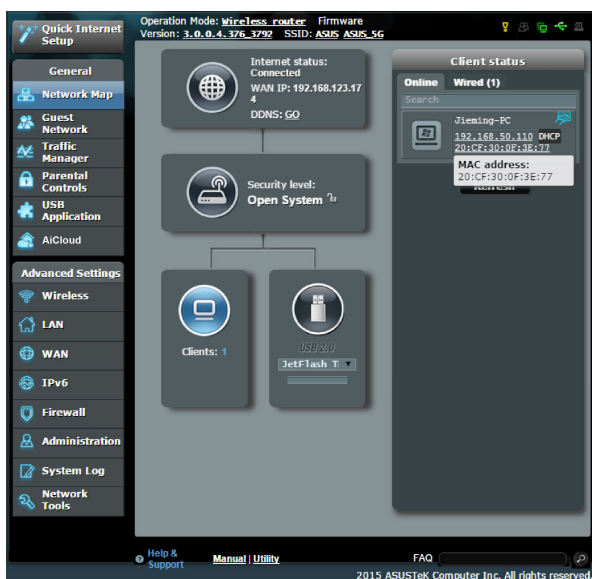 Quick Internet
Setup
Operation Mode: Wireless router Firmware
Version: 3.0.0.4.376_3792 SSID: ASUS ASUS_5G
General
Network Map
Guest
Network
Traffic
Manager
Parental
Controls
USB
Application
AiCloud
Advanced Settings
Wireless
LAN
WAN
IPv6
Firewall
Administration
System Log
Network
Tools
Internet status:
Connected
WAN IP: 192.168.123.17
4
DDNS: GO
Security level:
Open System
Clients: 1
USB 2.0
JetFlash T
Client status
Online Wired (1)
Search
Jieming-PC
192.168.50.110 DHCP
20:CF:30:0F:3E:77
MAC address:
20:CF:30:0F:3E:77
Refresh
Help &
Support
Manual | Utility
FAQ
2015 ASUSTeK Computer Inc. All rights reserved